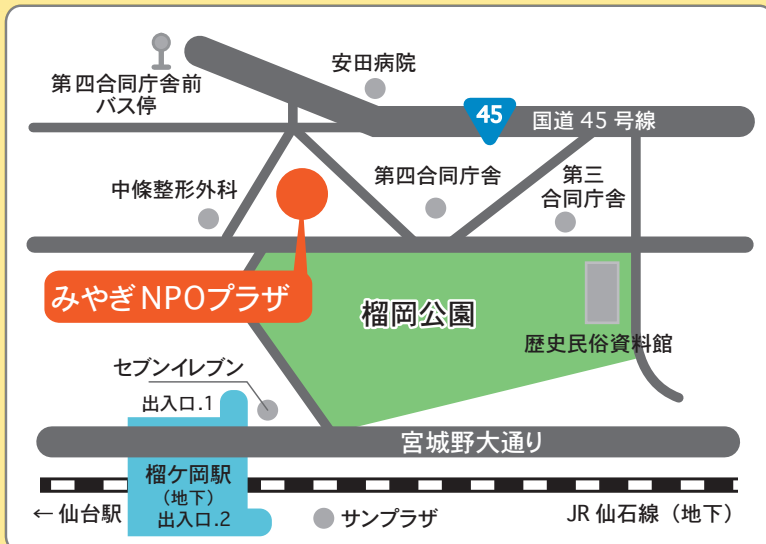 第四合同庁舎前
バス停
安田病院
45
国道45号線
中條整形外科
第四合同庁舎
第三
合同庁舎
みやぎNPOプラザ
榴岡公園
歴史民俗資料館
セブンイレブン
出入口.1
宮城野大通り
榴ケ岡駅
(地下)
出入口.2
←仙台駅
サンプラザ
JR仙石線(地下)